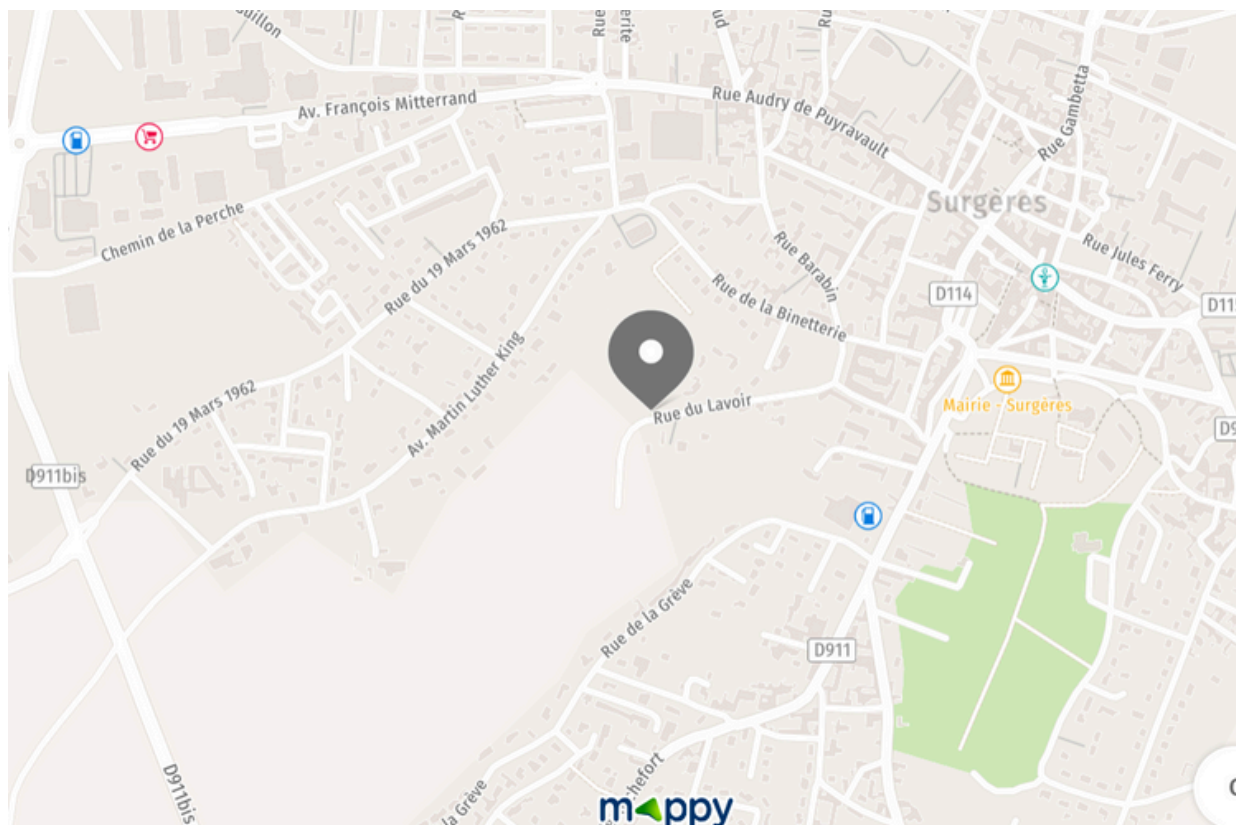 Av. François Mitterrand
Rue Audry de Puyravault
Rue Gambetta
Surgères
Chemin de la Perche
Rue du 19 Mars 1962
Rue Barabin
Rue Jules Ferry
D114
Rue de la Binetterie
Av. Martin Luther King
Rue du 19 Mars 1962
Mairie - Surgères
Rue du Lavoir
D911bis
Rue de la Grève
D911
D911bis
la Grève
mappy